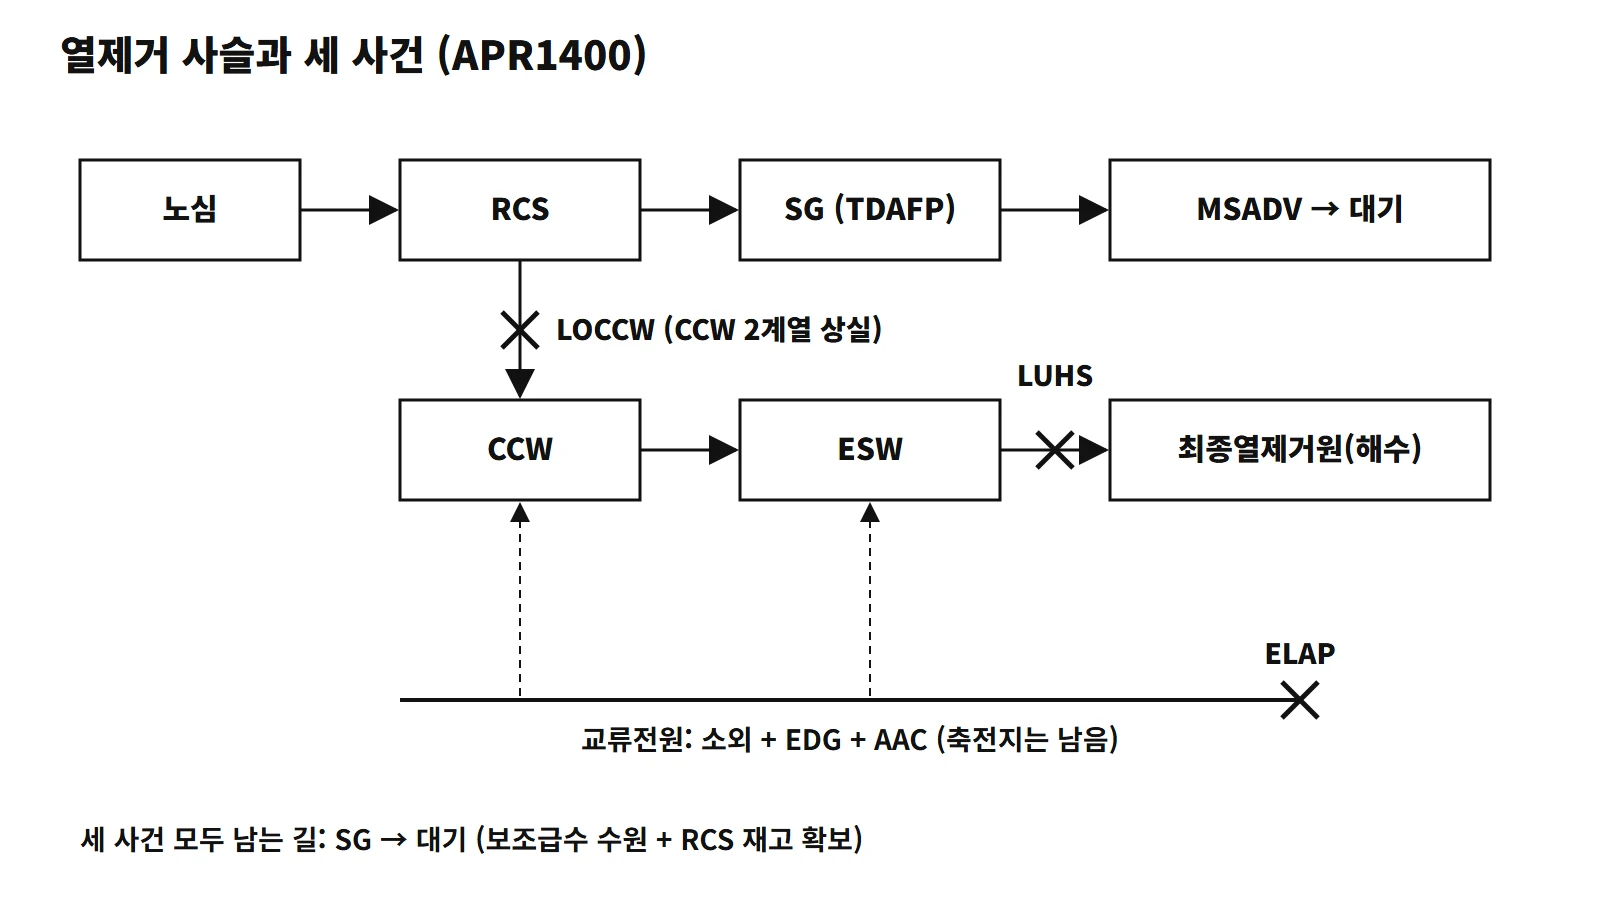 열제거 사슬과 세 사건 (APR1400)
노심
RCS
SG (TDAFP)
MSADV → 대기
LOCCW (CCW 2계열 상실)
LUHS
CCW
ESW
최종열제거원(해수)
ELAP
교류전원: 소외 + EDG + AAC (축전지는 남음)
세 사건 모두 남는 길: SG → 대기 (보조급수 수원 + RCS 재고 확보)